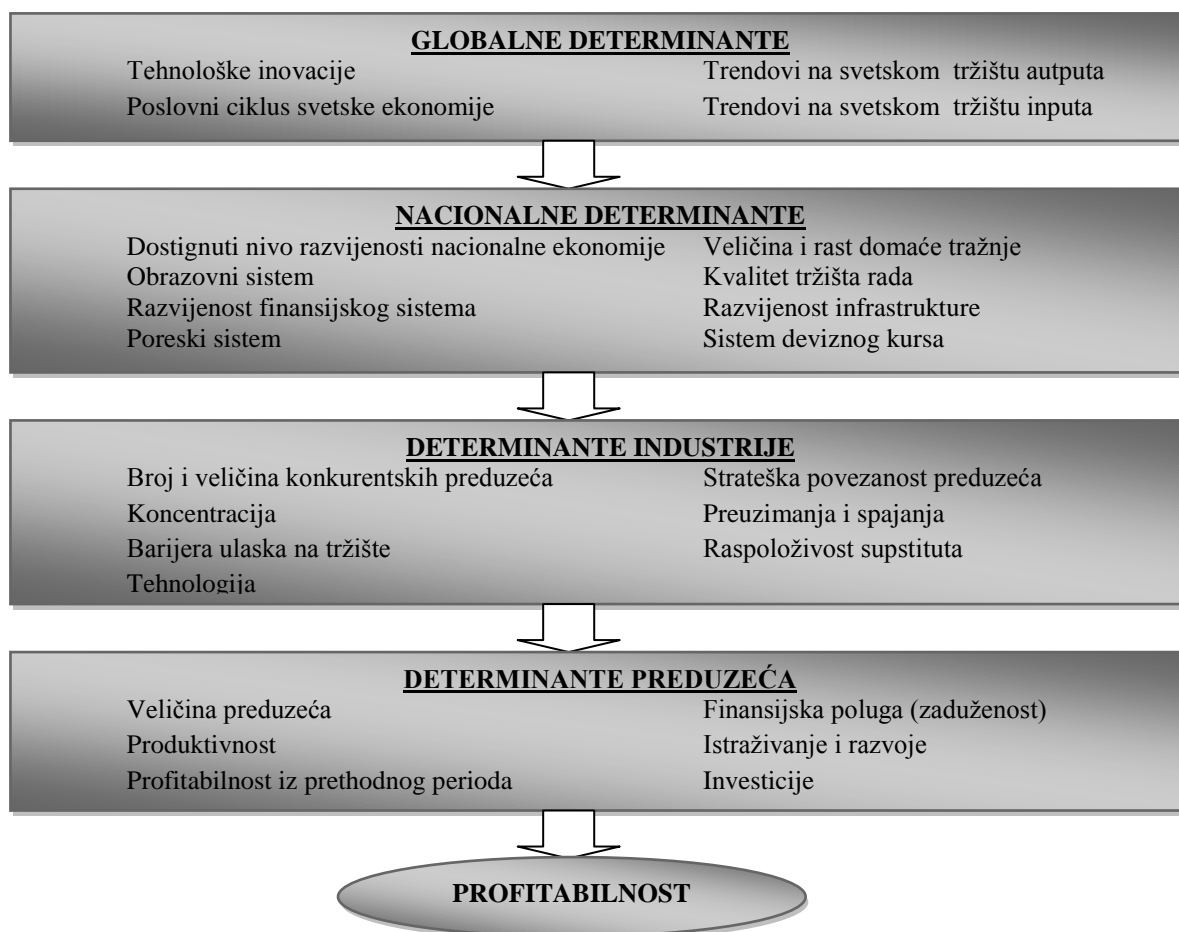 GLOBALNE DETERMINANTE
Tehnološke inovacije
Poslovni ciklus svetske ekonomije
Trendovi na svetskom tržištu autputa
Trendovi na svetskom tržištu inputa
NACIONALNE DETERMINANTE
Dostignuti nivo razvijenosti nacionalne ekonomije
Obrazovni sistem
Razvijenost finansijskog sistema
Poreski sistem
Veličina i rast domaće tražnje
Kvalitet tržišta rada
Razvijenost infrastrukture
Sistem deviznog kursa
DETERMINANTE INDUSTRIJE
Broj i veličina konkurentskih preduzeća
Koncentracija
Barijera ulaska na tržište
Tehnologija
Strateška povezanost preduzeća
Preuzimanja i spajanja
Raspoloživost supstituta
DETERMINANTE PREDUZEĆA
Veličina preduzeća
Produktivnost
Profitabilnost iz prethodnog perioda
Finansijska poluga (zaduženost)
Istraživanje i razvoje
Investicije
PROFITABILNOST